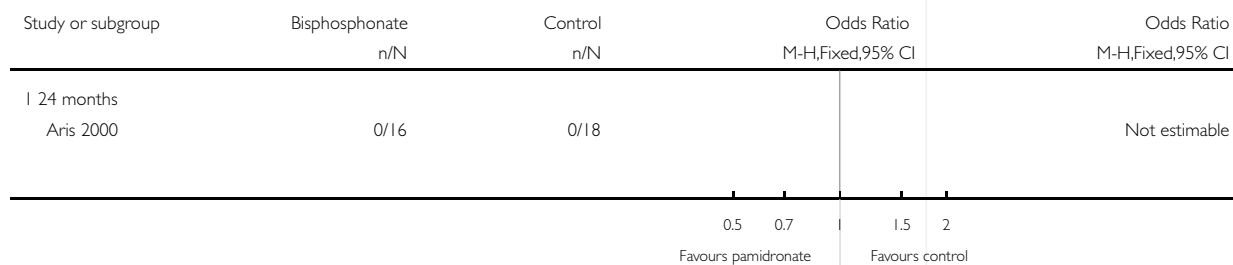 Study or subgroup Bisphosphonate Control Odds Ratio Odds Ratio
n/N n/N M-H,Fixed,95% CI M-H,Fixed,95% CI
1 24 months
Aris 2000 0/16 0/18 Not estimable
0.5 0.7 1 1.5 2
Favours pamidronate Favours control